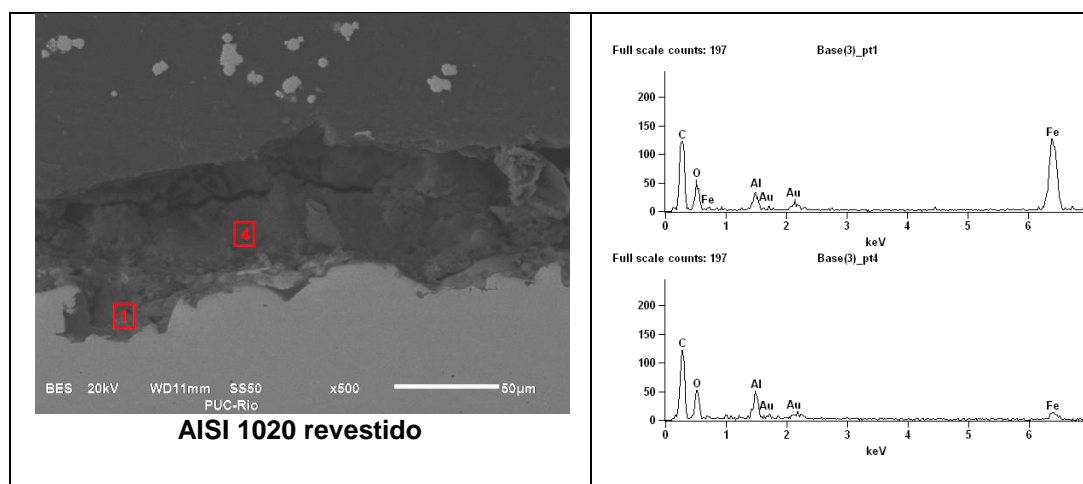 4
1
BES 20kV WD11mm SS50 x500 50µm
PUC-Rio
AISI 1020 revestido
Full scale counts: 197 Base(3)_pt1
200
150
100
50
0
C
O
Fe
Al
Au
Au
Fe
0 1 2 3 4 5 6
keV
Full scale counts: 197 Base(3)_pt4
200
150
100
50
0
C
O
Al
Au
Au
Fe
0 1 2 3 4 5 6
keV